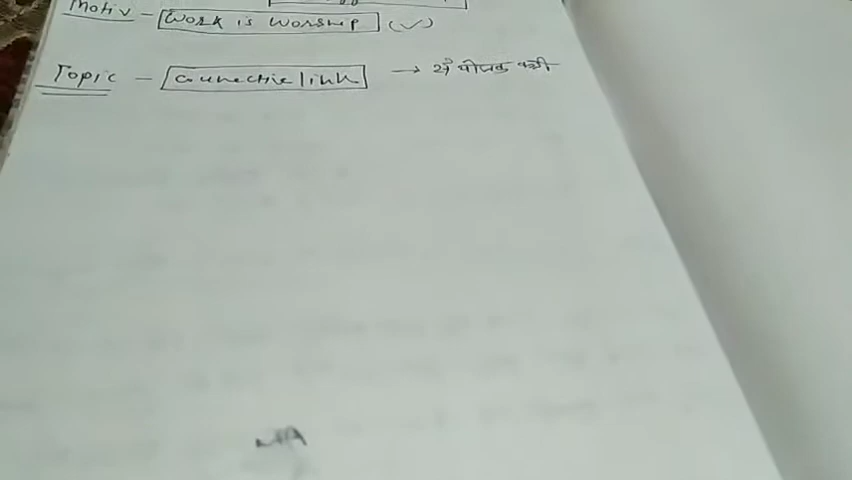 Motiv - Work is Worship (✓)
Topic - Connective link → संयोजक कड़ी